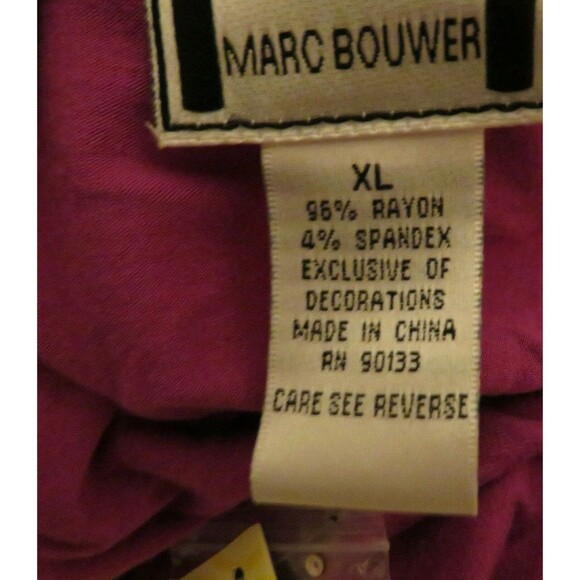 MARC BOUWER
XL
96% RAYON
4% SPANDEX
EXCLUSIVE OF
DECORATIONS
MADE IN CHINA
RN 90133
CARE SEE REVERSE